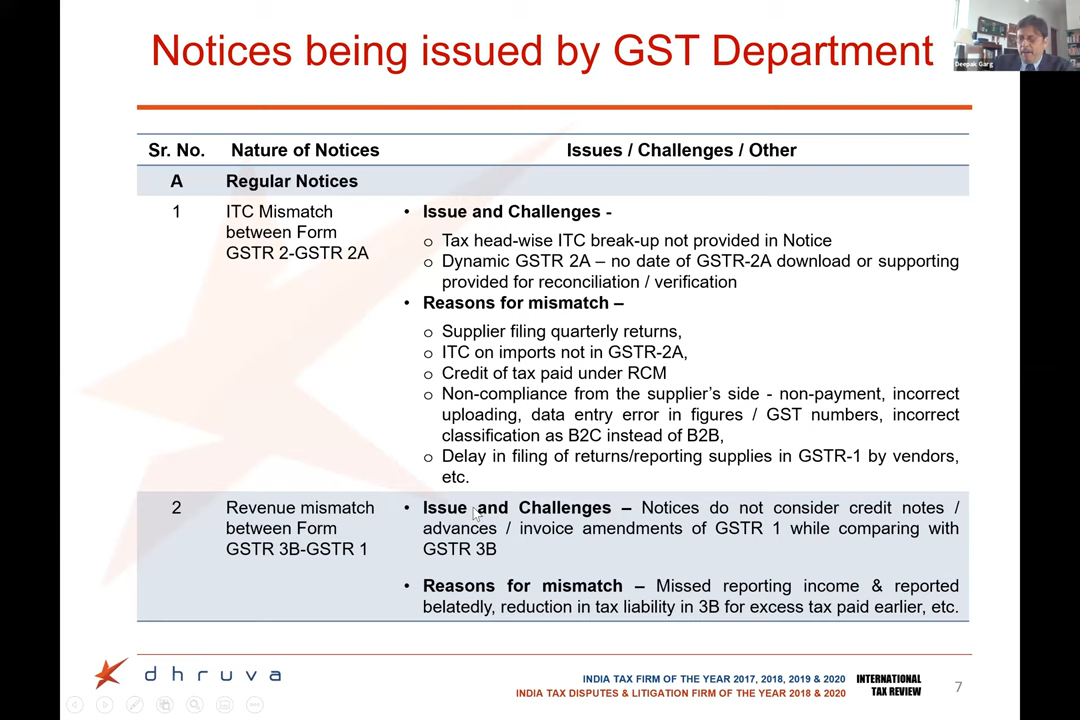 Notices being issued by GST Department
Deepak Garg
Sr. No. Nature of Notices Issues / Challenges / Other
A Regular Notices
1 ITC Mismatch
between Form
GSTR 2-GSTR 2A
• Issue and Challenges -
o Tax head-wise ITC break-up not provided in Notice
o Dynamic GSTR 2A – no date of GSTR-2A download or supporting
provided for reconciliation / verification
• Reasons for mismatch –
o Supplier filing quarterly returns,
o ITC on imports not in GSTR-2A,
o Credit of tax paid under RCM
o Non-compliance from the supplier’s side - non-payment, incorrect
uploading, data entry error in figures / GST numbers, incorrect
classification as B2C instead of B2B,
o Delay in filing of returns/reporting supplies in GSTR-1 by vendors,
etc.
2 Revenue mismatch
between Form
GSTR 3B-GSTR 1
• Issue and Challenges – Notices do not consider credit notes /
advances / invoice amendments of GSTR 1 while comparing with
GSTR 3B
• Reasons for mismatch – Missed reporting income & reported
belatedly, reduction in tax liability in 3B for excess tax paid earlier, etc.
dhruva
INDIA TAX FIRM OF THE YEAR 2017, 2018, 2019 & 2020
INDIA TAX DISPUTES & LITIGATION FIRM OF THE YEAR 2018 & 2020
INTERNATIONAL
TAX REVIEW
7